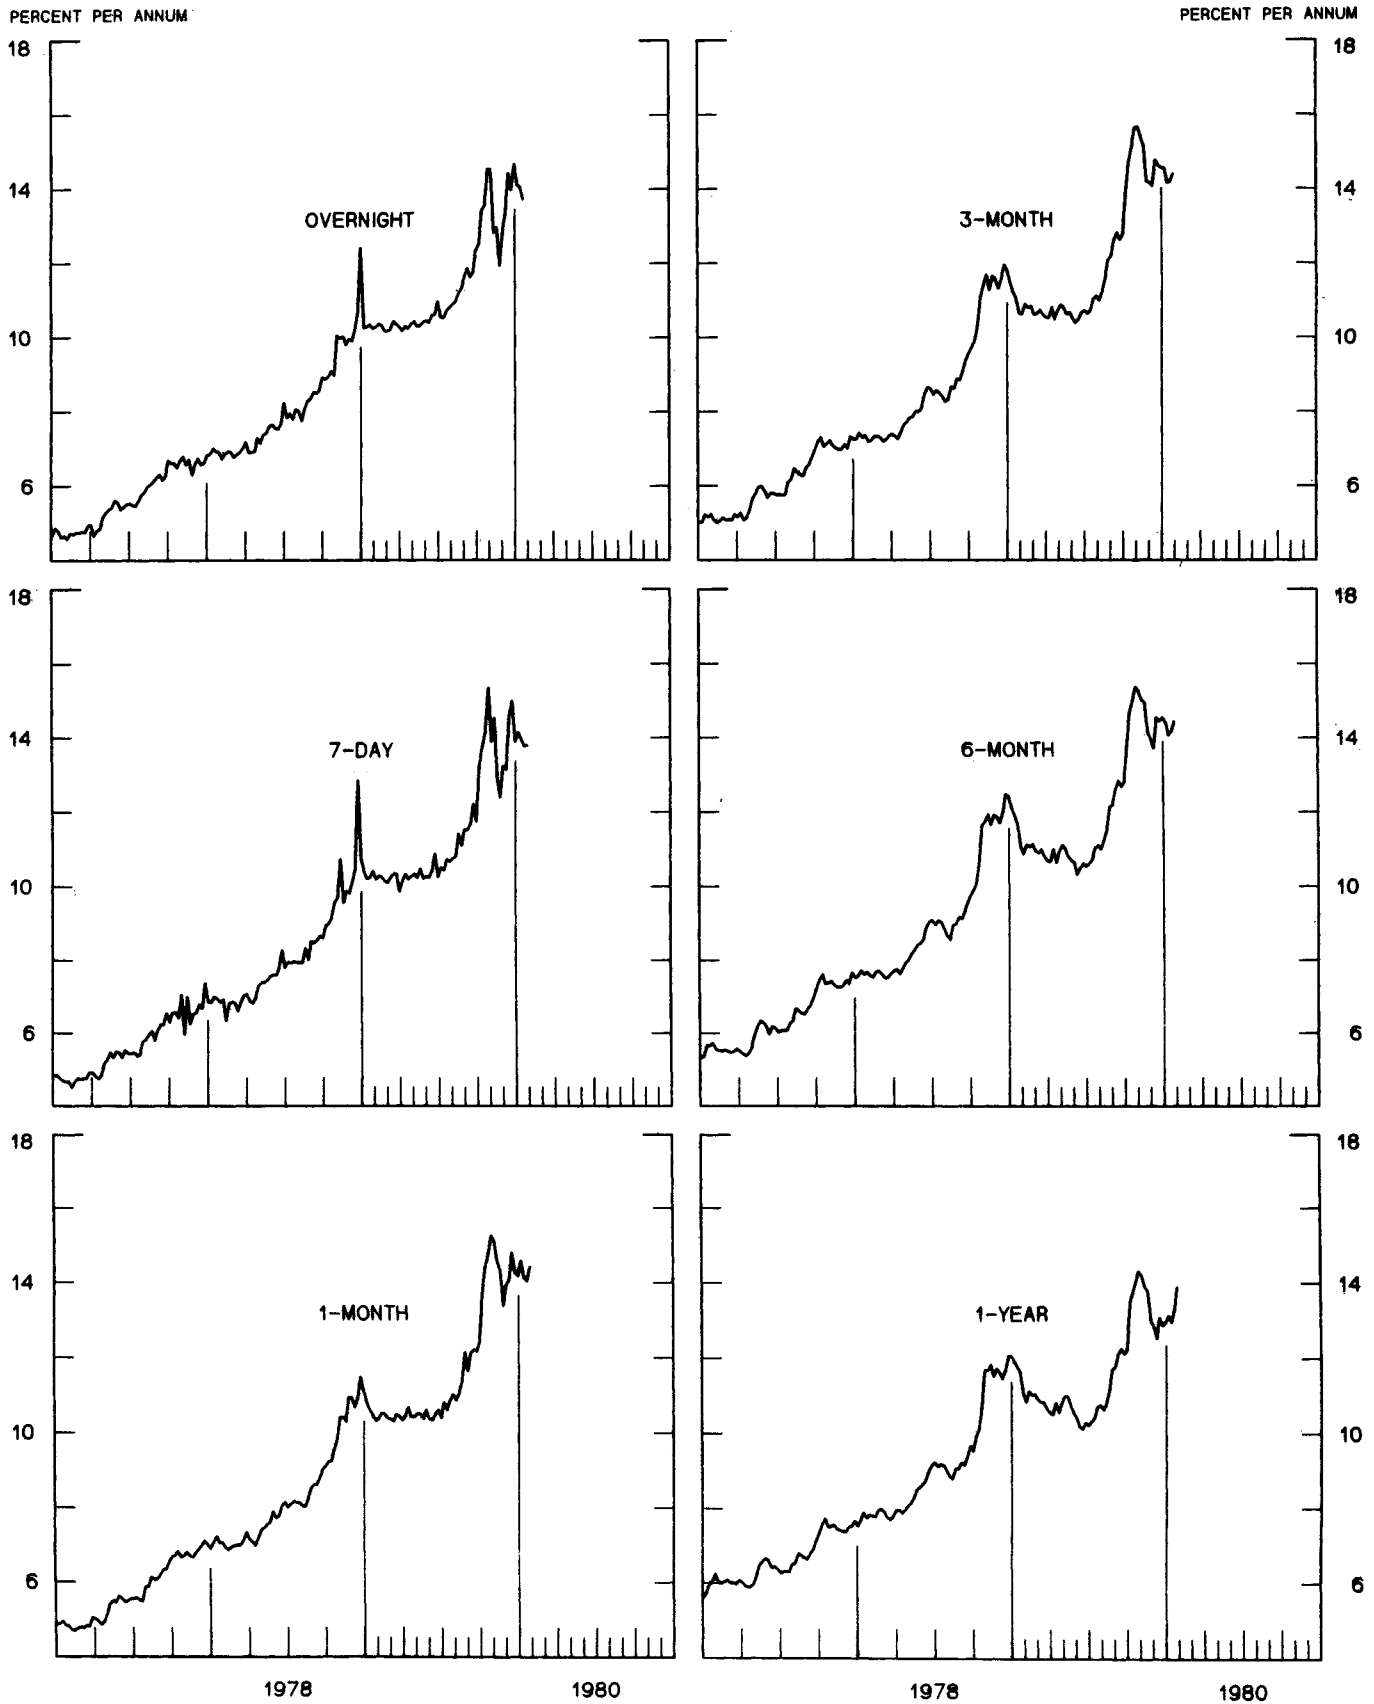 PERCENT PER ANNUM PERCENT PER ANNUM
18 18
14 14
OVERNIGHT 3-MONTH
10 10
6 6
18 18
14 14
7-DAY 6-MONTH
10 10
6 6
18 18
14 14
1-MONTH 1-YEAR
10 10
6 6
1978 1980 1978 1980